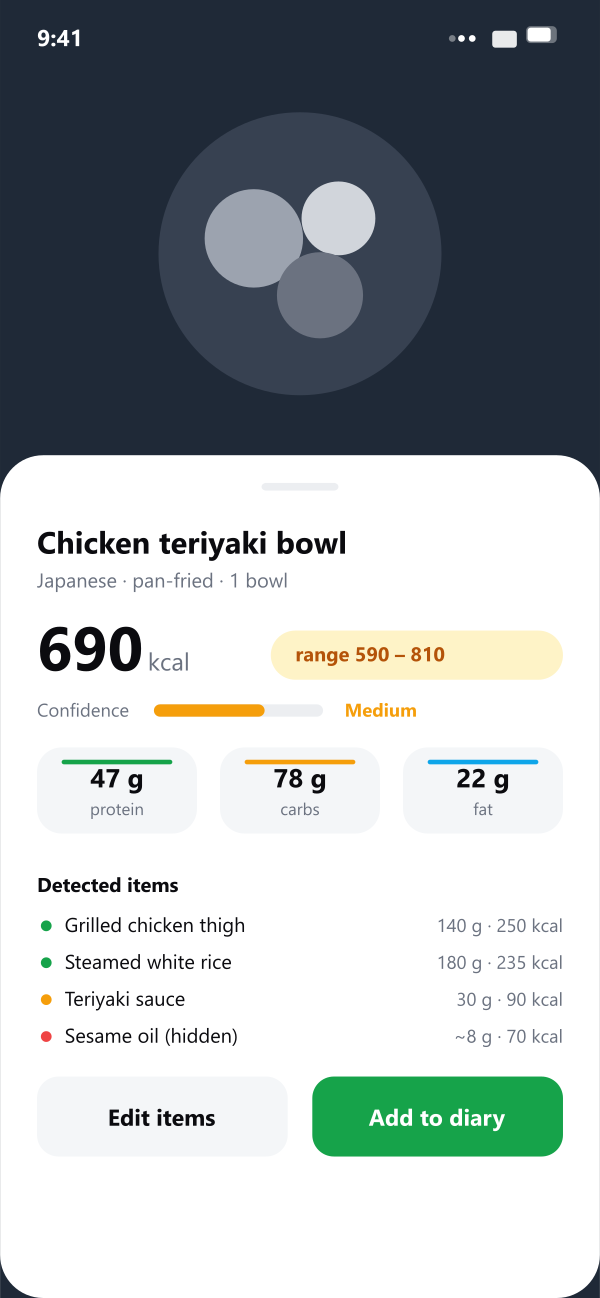 9:41
Chicken teriyaki bowl
Japanese · pan-fried · 1 bowl
690 kcal
range 590 – 810
Confidence Medium
47 g 78 g 22 g
protein carbs fat
Detected items
Grilled chicken thigh 140 g · 250 kcal
Steamed white rice 180 g · 235 kcal
Teriyaki sauce 30 g · 90 kcal
Sesame oil (hidden) ~8 g · 70 kcal
Edit items Add to diary